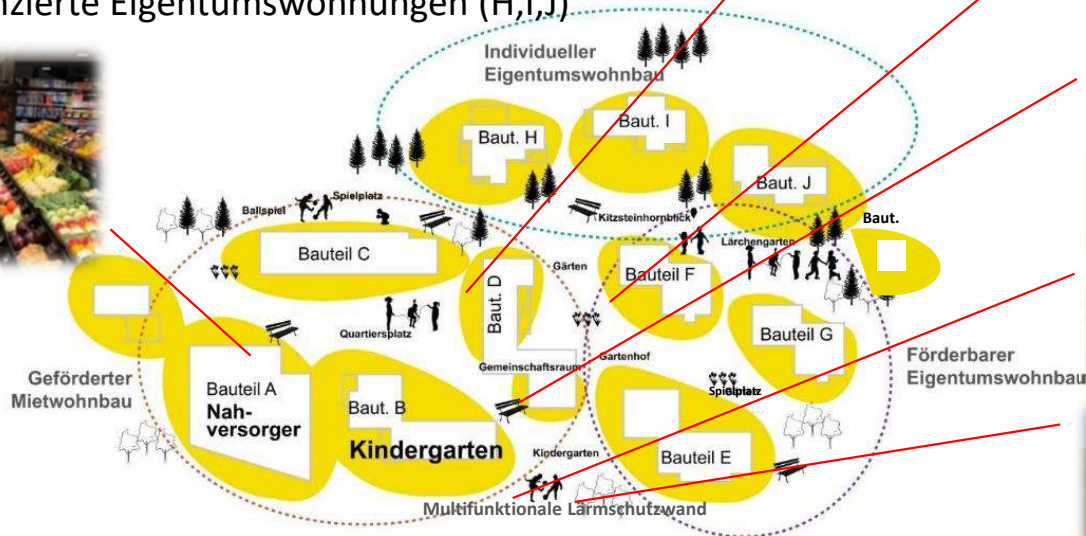 nzierte Eigentumswohnungen (H,I,J)
Individueller
Eigentumswohnbau
Baut. H
Baut. I
Baut. J
Ballspiel
Spielplatz
Kitzsteinhornblick
Baut.
Lärchengarten
Bauteil C
Baut. D
Gärten
Bauteil F
Quartiersplatz
Bauteil G
Gemeinschaftsraum
Gartenhof
Geförderter
Mietwohnbau
Förderbarer
Eigentumswohnbau
Bauteil A
Nah-
versorger
Baut. B
Kindergarten
Kindergarten
Bauteil E
Multifunktionale Lärmschutzwand